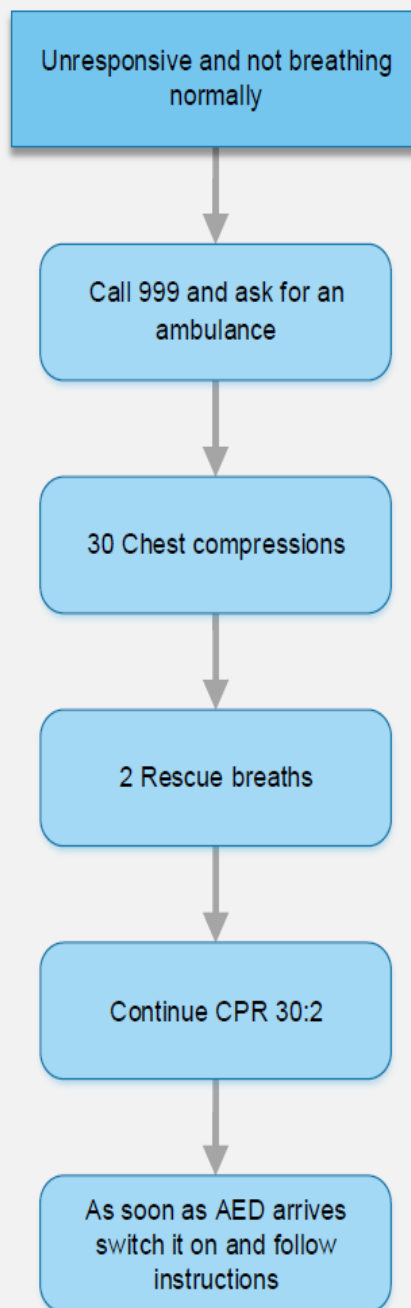 Unresponsive and not breathing
normally
Call 999 and ask for an
ambulance
30 Chest compressions
2 Rescue breaths
Continue CPR 30:2
As soon as AED arrives
switch it on and follow
instructions